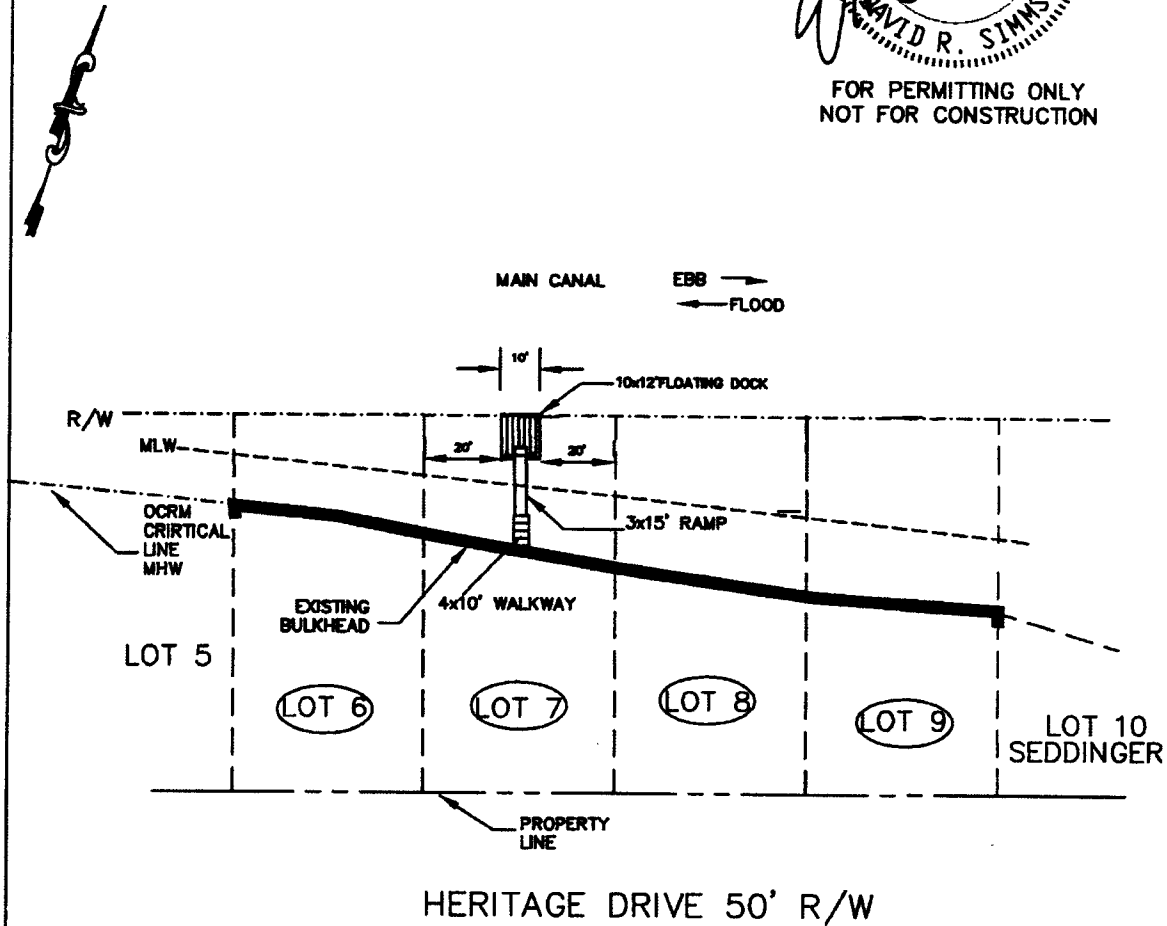 DAVID R. SIMMS
FOR PERMITTING ONLY
NOT FOR CONSTRUCTION
MAIN CANAL
EBB
FLOOD
10'
10x12'FLOATING DOCK
R/W
MLW
20'
20'
OCRM
CRIRTICAL
LINE
MHW
3x15' RAMP
EXISTING
BULKHEAD
4x10' WALKWAY
LOT 5
LOT 6
LOT 7
LOT 8
LOT 9
LOT 10
SEDDINGER
PROPERTY
LINE
HERITAGE DRIVE 50' R/W